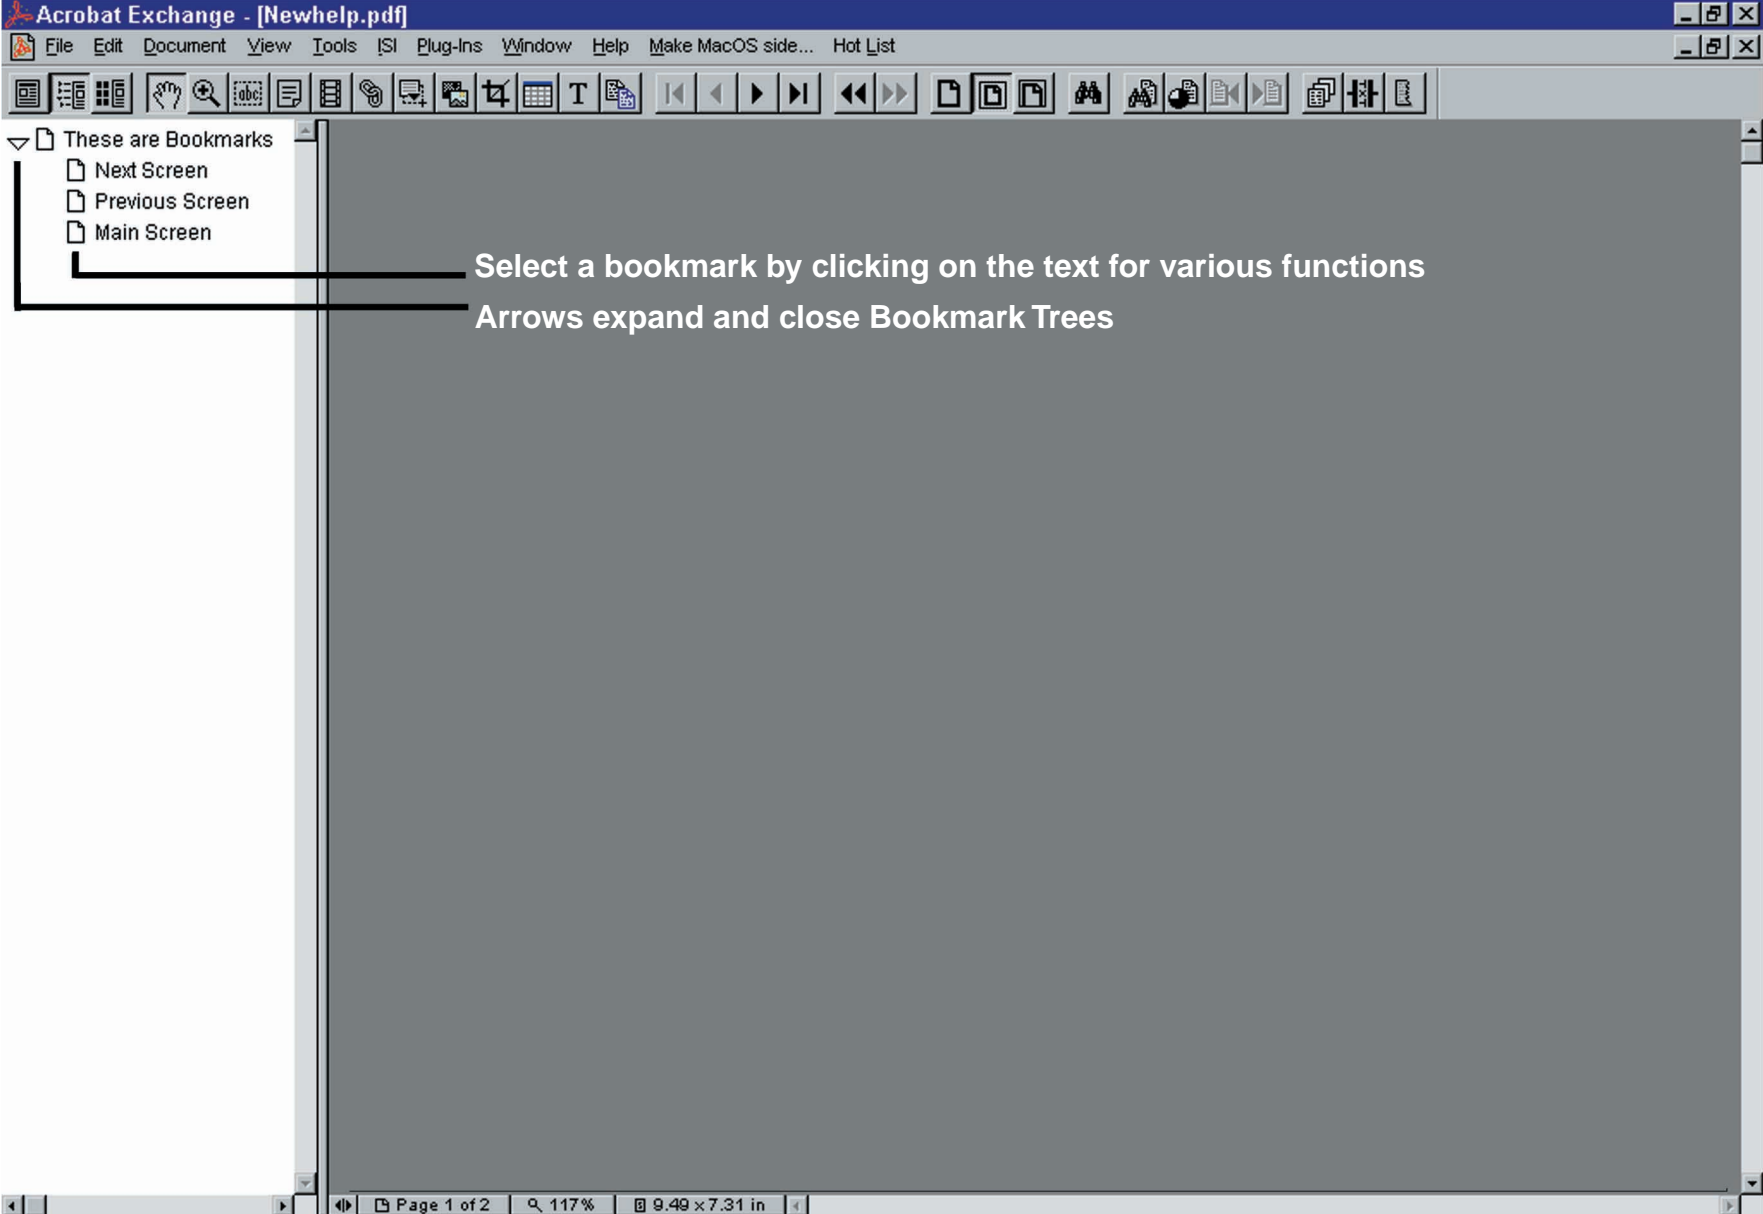 Acrobat Exchange - [Newhelp.pdf]
File Edit Document View Tools ISI Plug-Ins Window Help Make MacOS side... Hot List
abc T
These are Bookmarks
Next Screen
Previous Screen
Main Screen
Select a bookmark by clicking on the text for various functions
Arrows expand and close Bookmark Trees
Page 1 of 2 117% 9.49 x 7.31 in